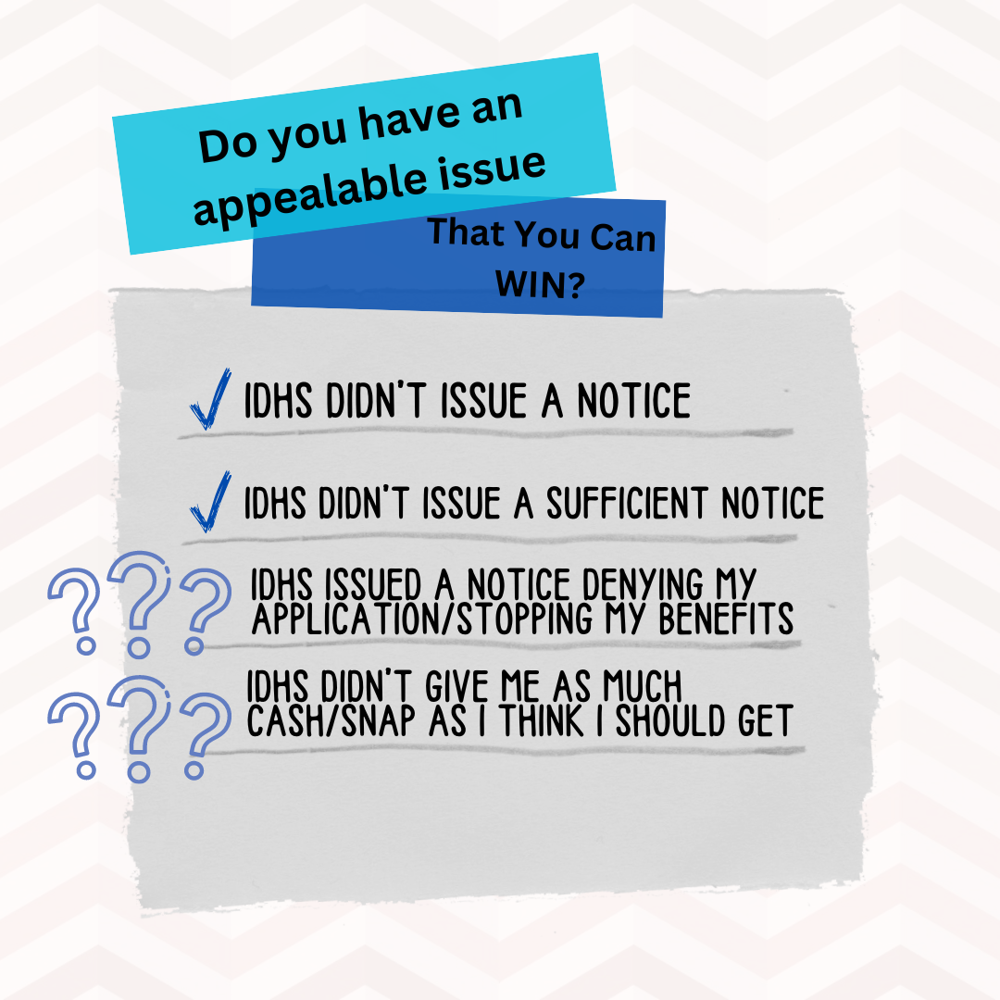 Do you have an
appealable issue
That You Can
WIN?
IDHS DIDN'T ISSUE A NOTICE
IDHS DIDN'T ISSUE A SUFFICIENT NOTICE
??? IDHS ISSUED A NOTICE DENYING MY
APPLICATION/STOPPING MY BENEFITS
??? IDHS DIDN'T GIVE ME AS MUCH
CASH/SNAP AS I THINK I SHOULD GET